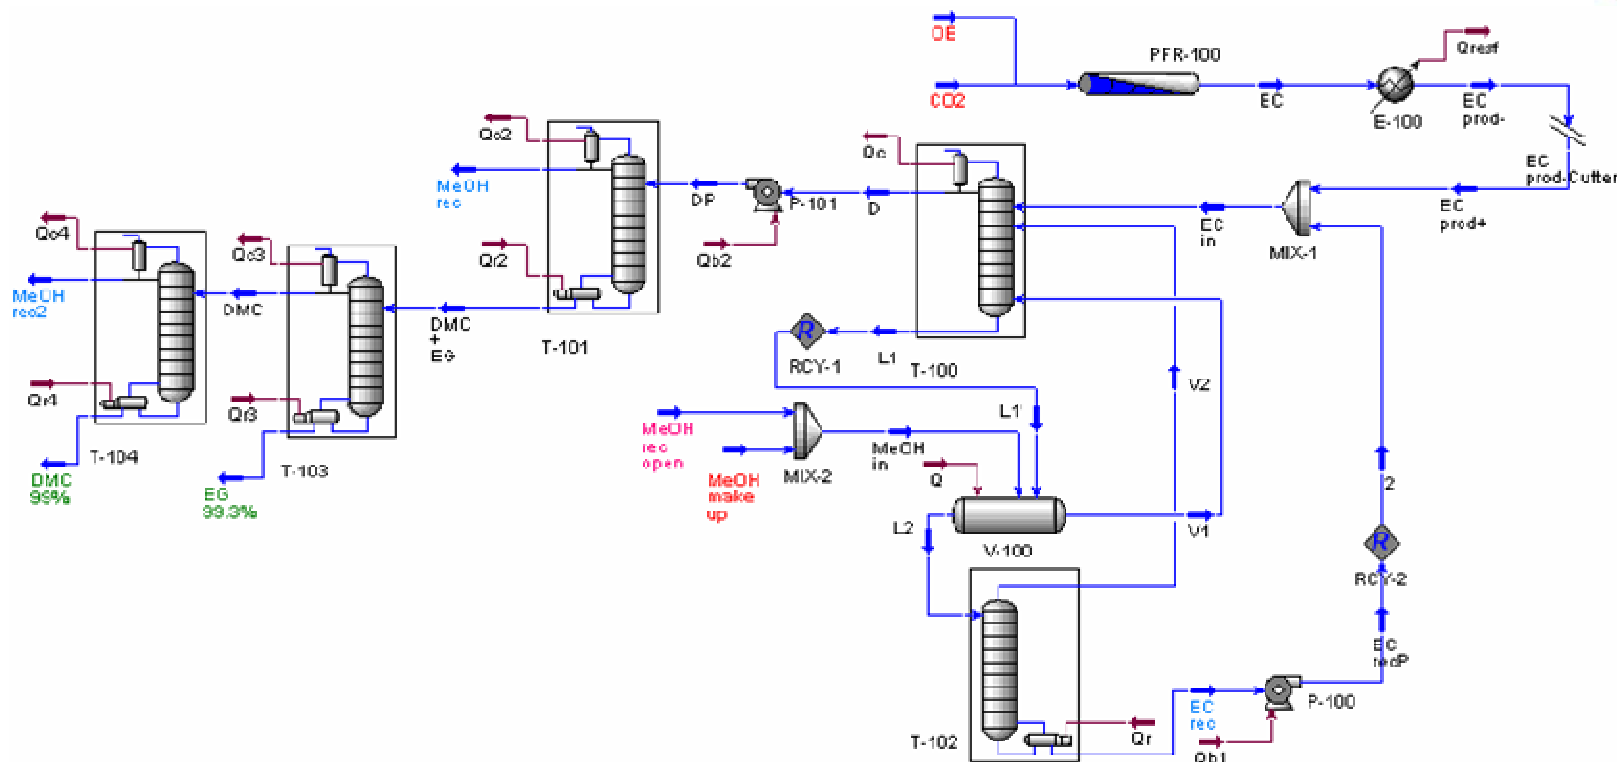 OE
PFR-100
Qresf
CO2
EC
E-100
EC
prod-
EC
prod-Cutter
EC
prod+
EC
in
MIX-1
Qc2
MeOH
rec
Qr2
T-101
DP
P-101
Qb2
D
Qc
L1
RCY-1
T-100
V2
Qc4
MeOH
rec2
Qr4
T-104
DMC
99%
DMC
Qc3
Qr3
T-103
EG
99.9%
DMC
+
EG
MeOH
rec
open
MeOH
make
up
MIX-2
MeOH
in
L1'
Q
L2
V-100
V1
2
RCY-2
EC
recP
P-100
EC
rec
Qb1
T-102
Qr